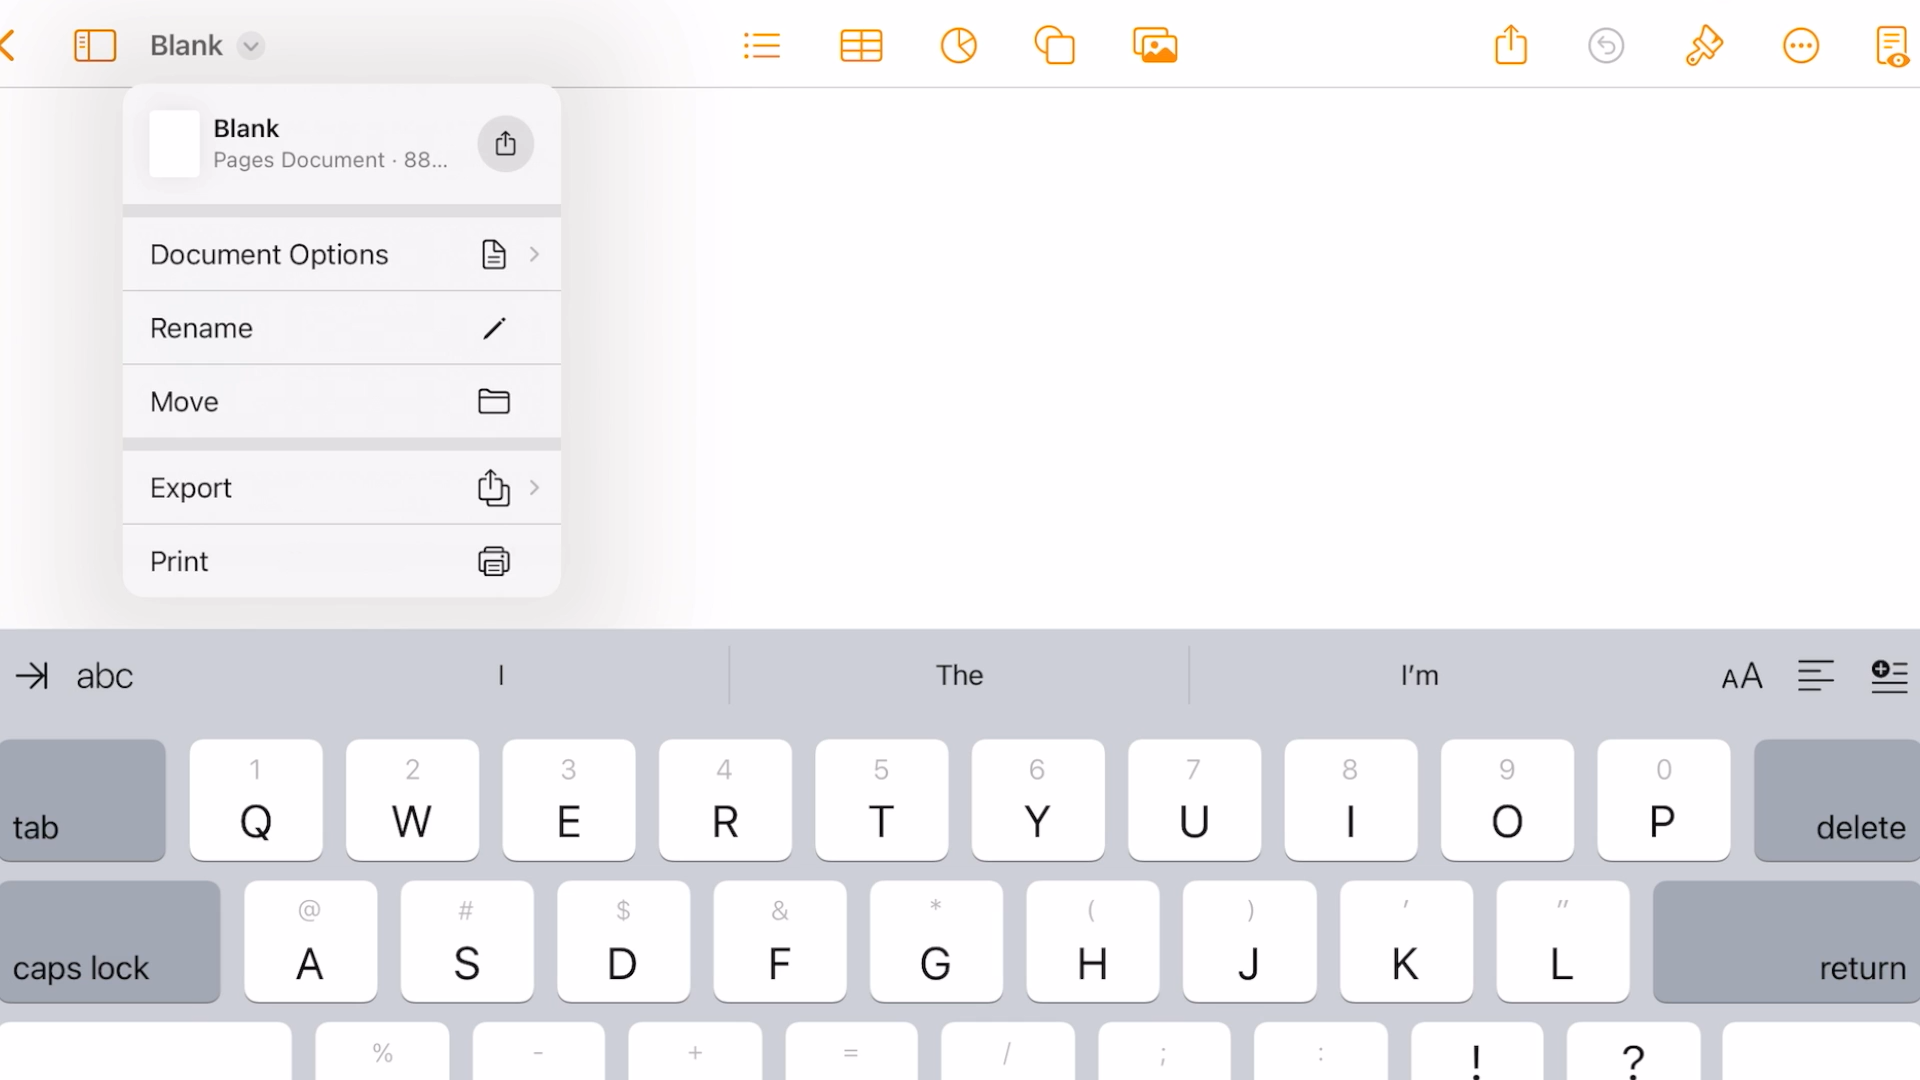 Blank
Blank
Pages Document · 88...
Document Options
Rename
Move
Export
Print
abc
I
The
I'm
AA
1 2 3 4 5 6 7 8 9 0
tab Q W E R T Y U I O P delete
@ # $ & * ( ) ' "
caps lock A S D F G H J K L return
% - + = / ; : ! ?